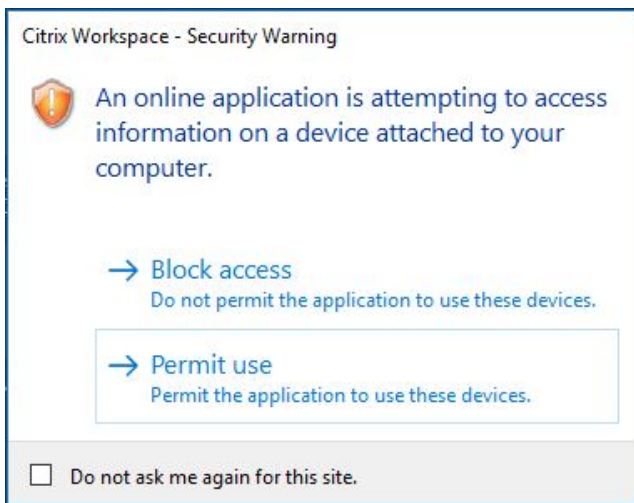 Citrix Workspace - Security Warning
An online application is attempting to access
information on a device attached to your
computer.
Block access
Do not permit the application to use these devices.
Permit use
Permit the application to use these devices.
Do not ask me again for this site.